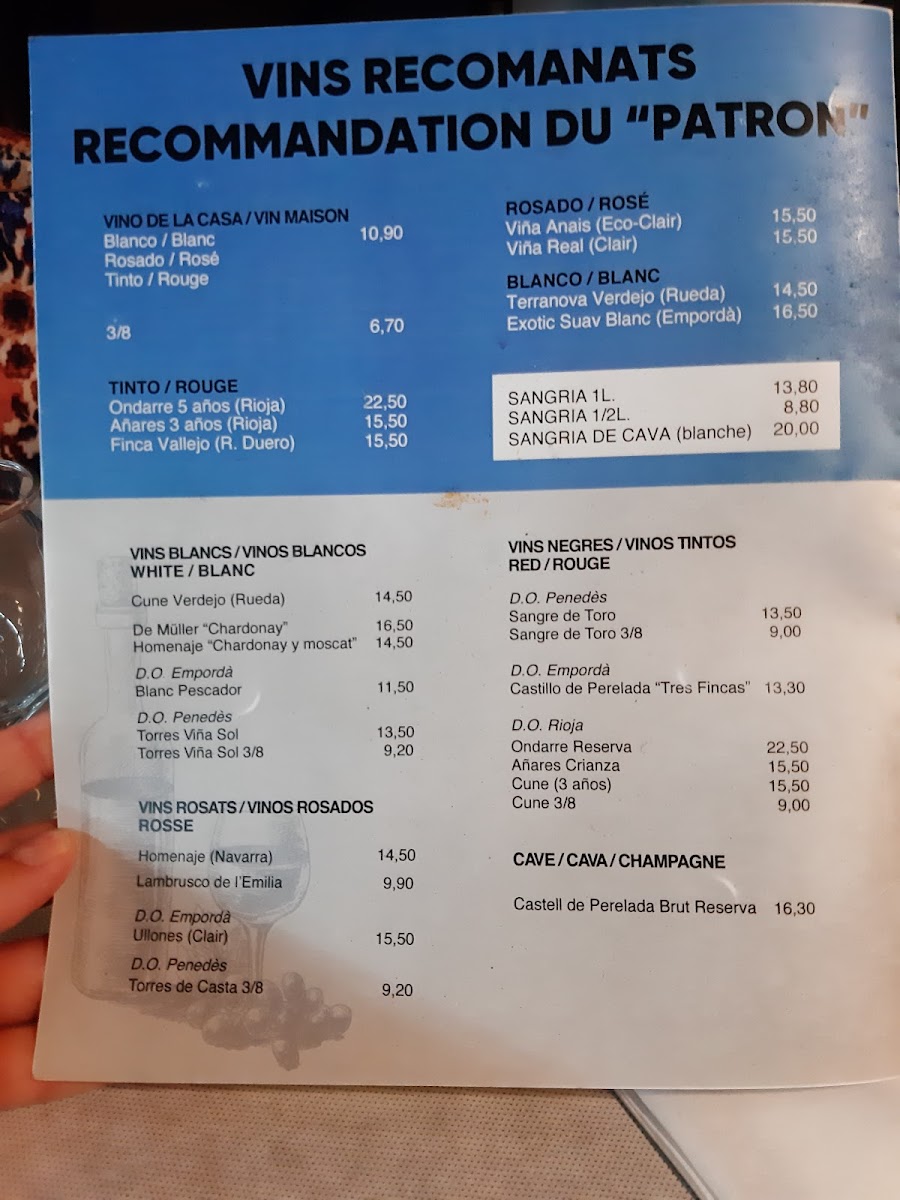 VINS RECOMANATS
RECOMMANDATION DU "PATRON"
VINO DE LA CASA / VIN MAISON
Blanco / Blanc 10,90
Rosado / Rosé
Tinto / Rouge
3/8 6,70
TINTO / ROUGE
Ondarre 5 años (Rioja) 22,50
Añares 3 años (Rioja) 15,50
Finca Vallejo (R. Duero) 15,50
ROSADO / ROSÉ
Viña Anais (Eco-Clair) 15,50
Viña Real (Clair) 15,50
BLANCO / BLANC
Terranova Verdejo (Rueda) 14,50
Exotic Suav Blanc (Empordà) 16,50
SANGRIA 1L. 13,80
SANGRIA 1/2L. 8,80
SANGRIA DE CAVA (blanche) 20,00
VINS BLANCS / VINOS BLANCOS
WHITE / BLANC
Cune Verdejo (Rueda) 14,50
De Müller "Chardonay" 16,50
Homenaje "Chardonay y moscat" 14,50
D.O. Empordà
Blanc Pescador 11,50
D.O. Penedès
Torres Viña Sol 13,50
Torres Viña Sol 3/8 9,20
VINS ROSATS / VINOS ROSADOS
ROSSE
Homenaje (Navarra) 14,50
Lambrusco de l'Emilia 9,90
D.O. Empordà
Ullones (Clair) 15,50
D.O. Penedès
Torres de Casta 3/8 9,20
VINS NEGRES / VINOS TINTOS
RED / ROUGE
D.O. Penedès
Sangre de Toro 13,50
Sangre de Toro 3/8 9,00
D.O. Empordà
Castillo de Perelada "Tres Fincas" 13,30
D.O. Rioja
Ondarre Reserva 22,50
Añares Crianza 15,50
Cune (3 años) 15,50
Cune 3/8 9,00
CAVE / CAVA / CHAMPAGNE
Castell de Perelada Brut Reserva 16,30